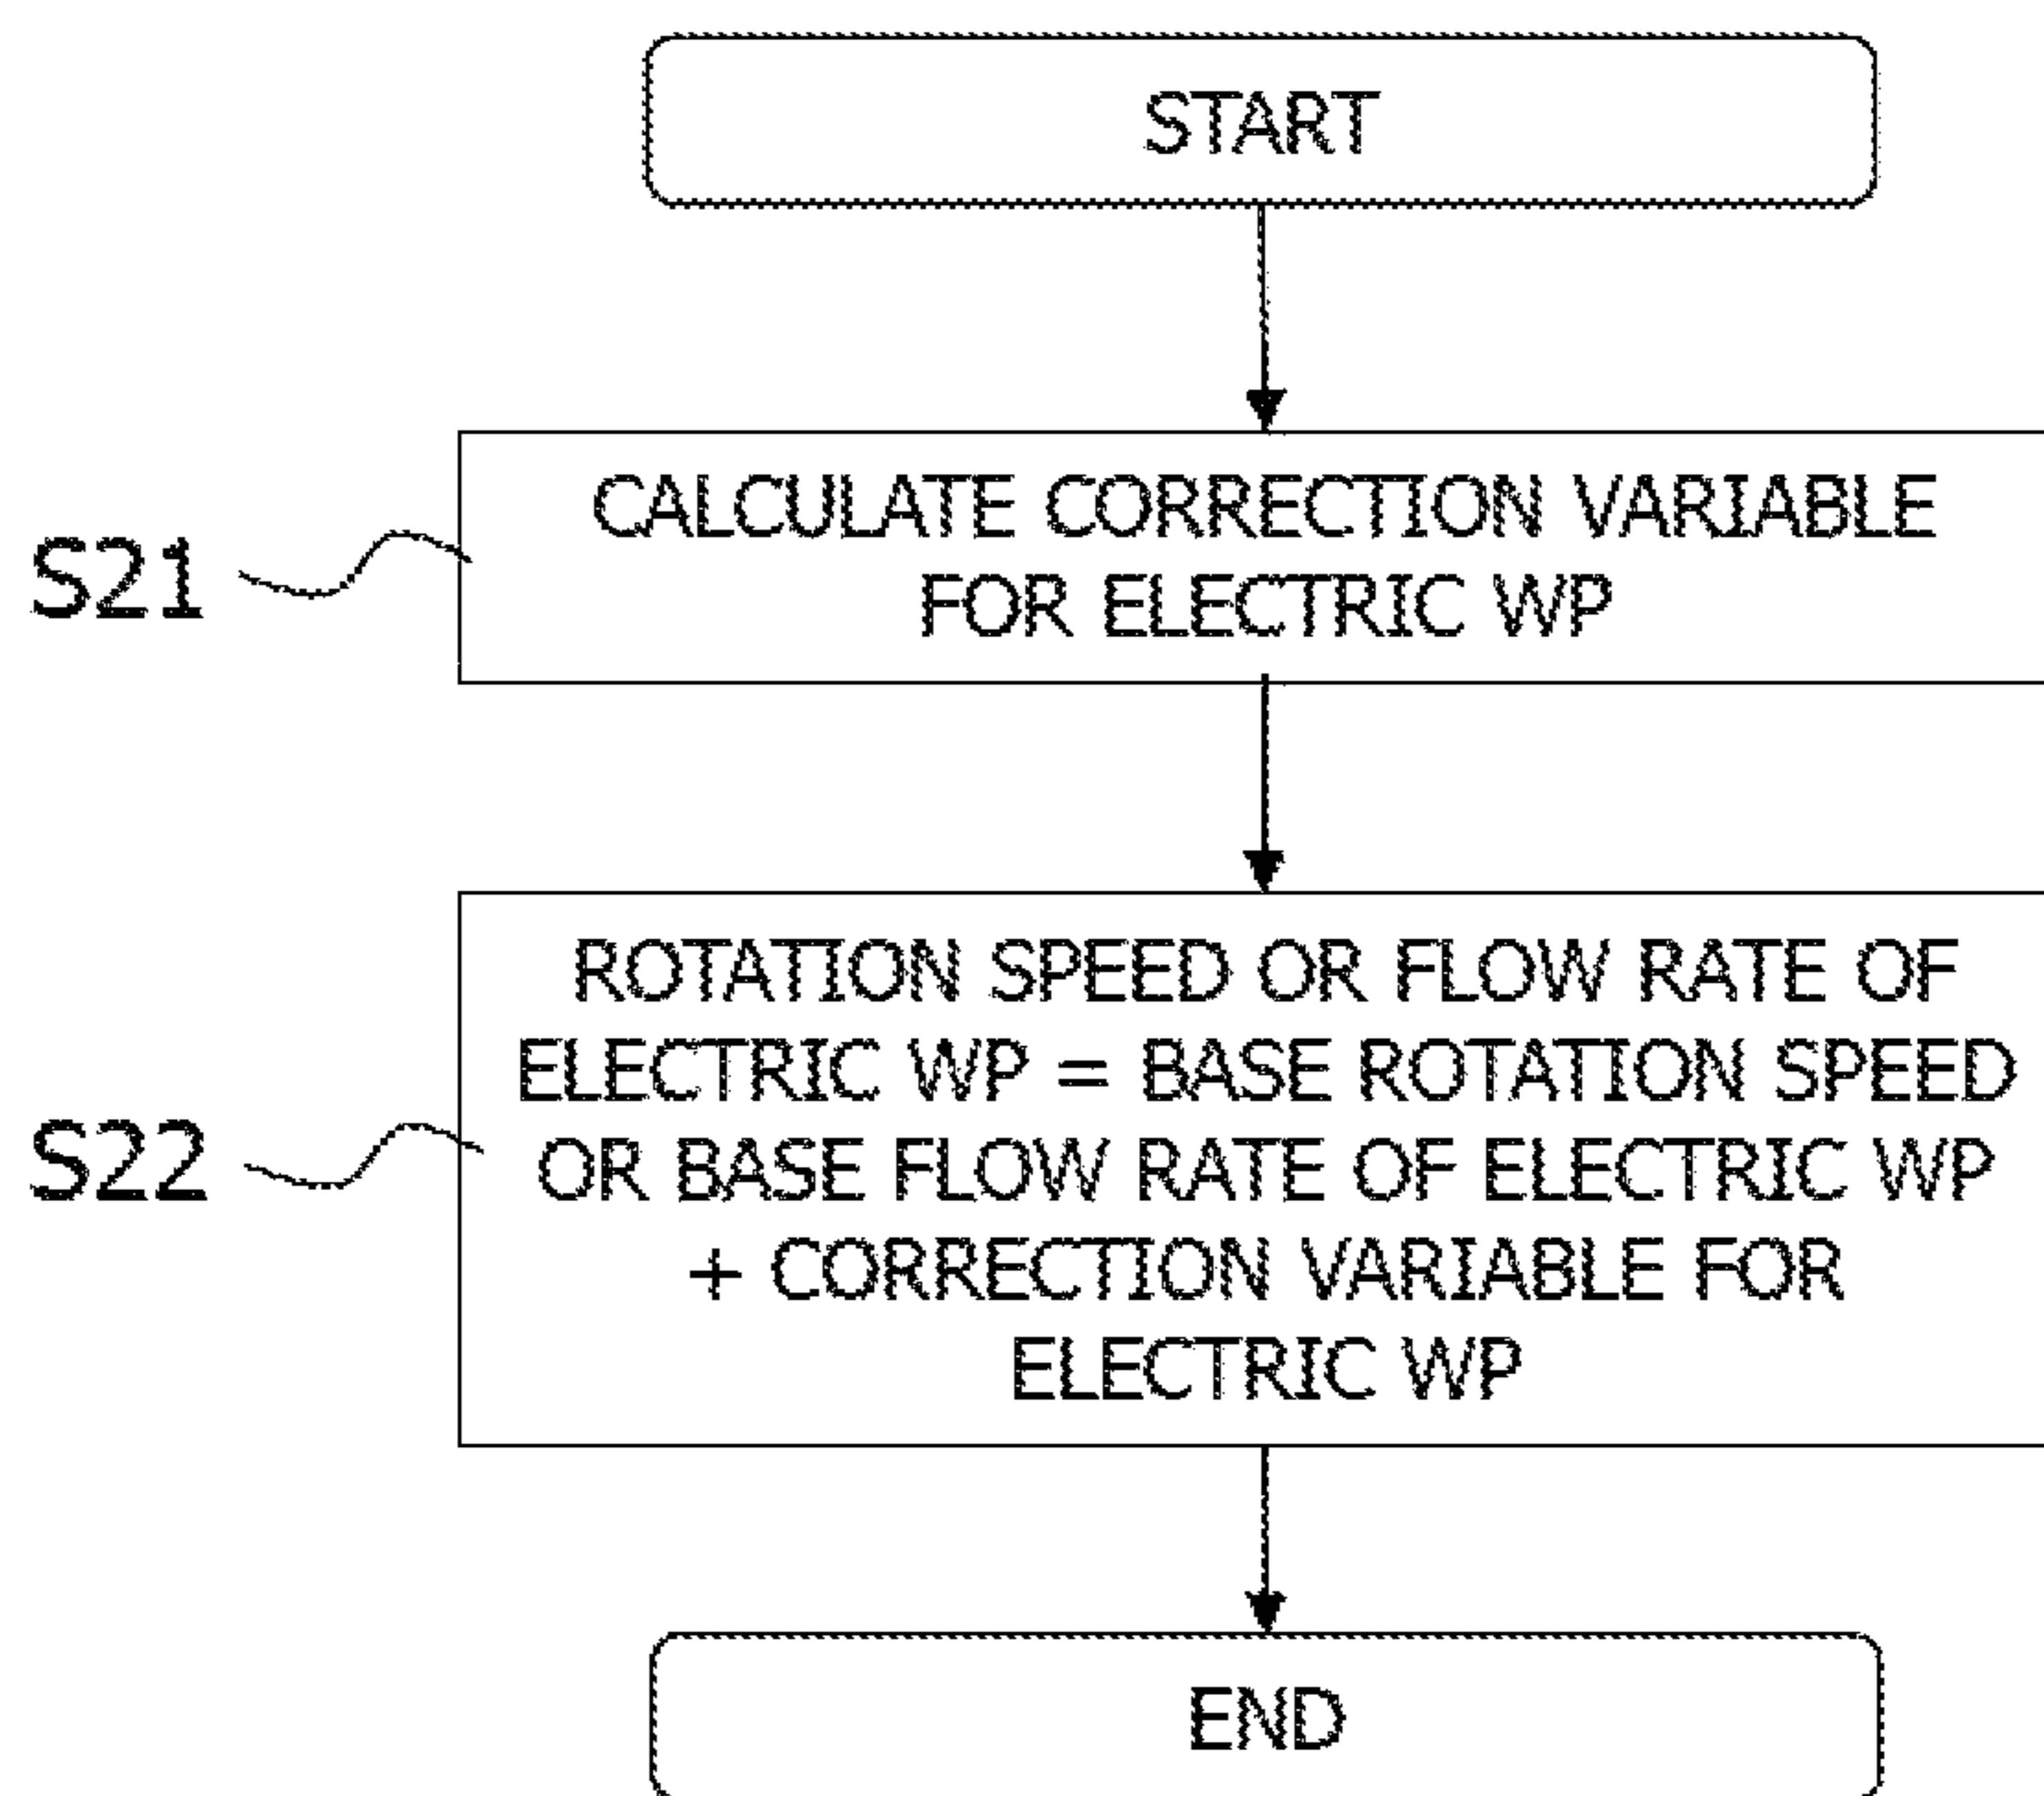 START
S21
CALCULATE CORRECTION VARIABLE
FOR ELECTRIC WP
S22
ROTATION SPEED OR FLOW RATE OF
ELECTRIC WP = BASE ROTATION SPEED
OR BASE FLOW RATE OF ELECTRIC WP
+ CORRECTION VARIABLE FOR
ELECTRIC WP
END